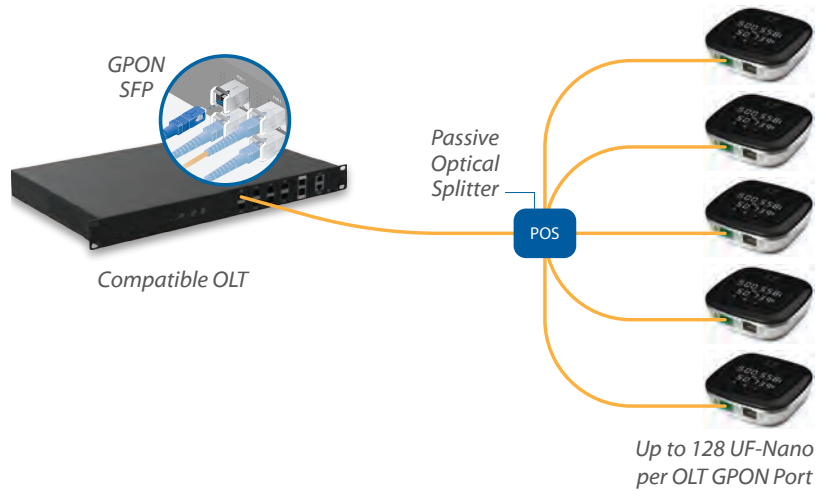 GPON
SFP
Passive
Optical
Splitter
POS
Compatible OLT
Up to 128 UF-Nano
per OLT GPON Port